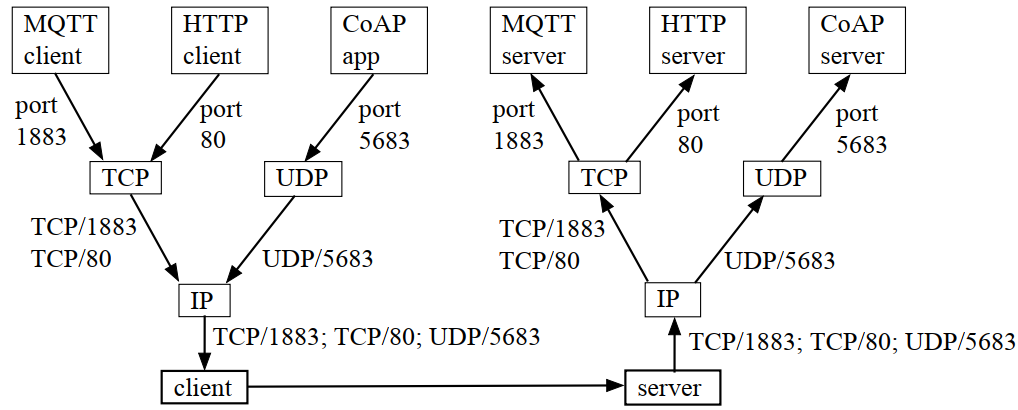 MQTT
client
HTTP
client
CoAP
app
MQTT
server
HTTP
server
CoAP
server
port
1883
port
80
port
5683
port
1883
port
80
port
5683
TCP
UDP
TCP
UDP
TCP/1883
TCP/80
UDP/5683
TCP/1883
TCP/80
UDP/5683
IP
IP
TCP/1883; TCP/80; UDP/5683
TCP/1883; TCP/80; UDP/5683
client
server